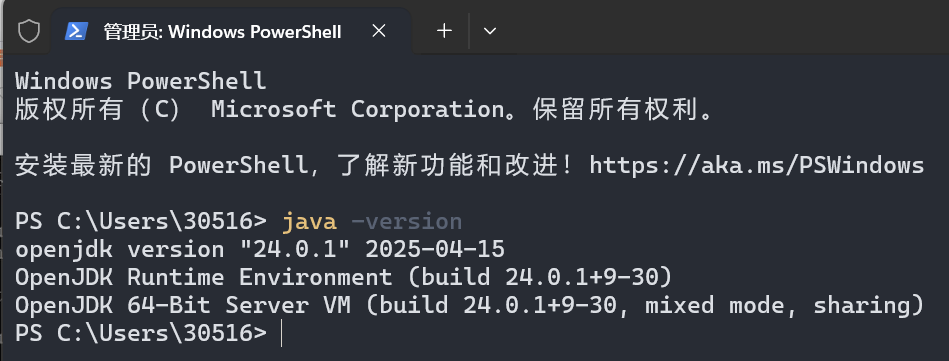 管理员: Windows PowerShell
Windows PowerShell
版权所有（C） Microsoft Corporation。保留所有权利。
安装最新的 PowerShell，了解新功能和改进！https://aka.ms/PSWindows
PS C:\Users\30516> java -version
openjdk version "24.0.1" 2025-04-15
OpenJDK Runtime Environment (build 24.0.1+9-30)
OpenJDK 64-Bit Server VM (build 24.0.1+9-30, mixed mode, sharing)
PS C:\Users\30516>